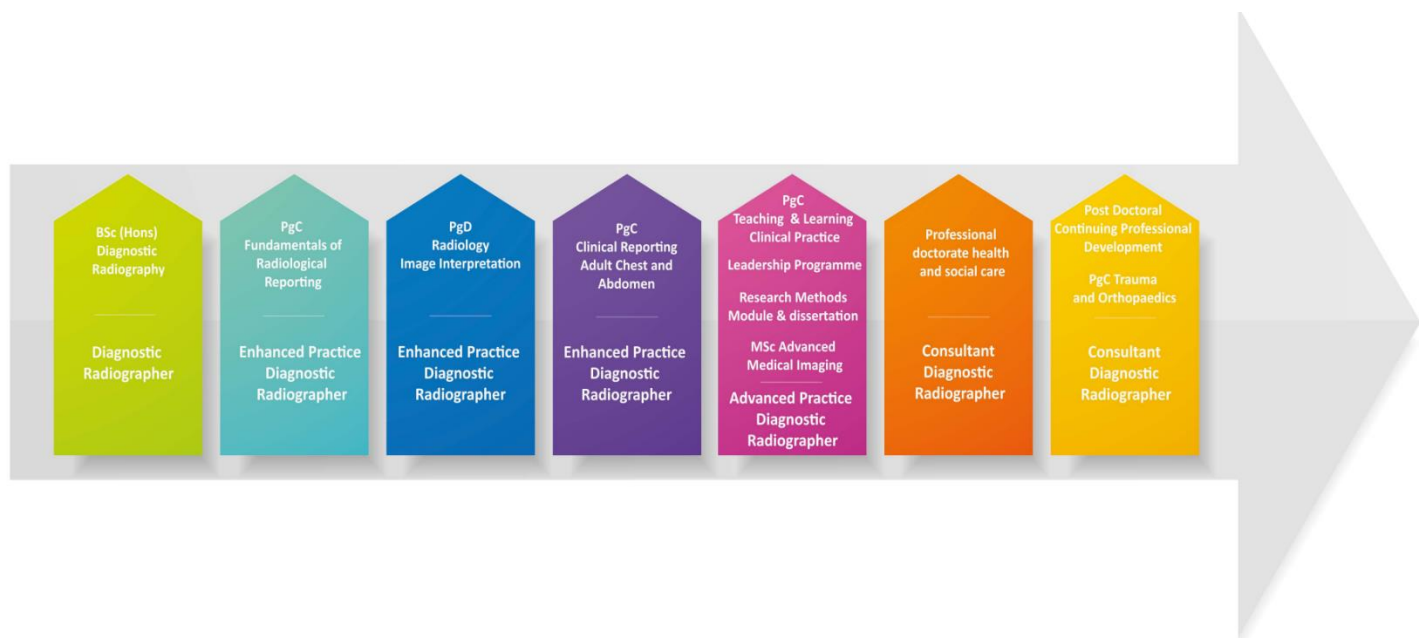 BSc (Hons)
Diagnostic
Radiography
Diagnostic
Radiographer
PgC
Fundamentals of
Radiological
Reporting
Enhanced Practice
Diagnostic
Radiographer
PgD
Radiology
Image Interpretation
Enhanced Practice
Diagnostic
Radiographer
PgC
Clinical Reporting
Adult Chest and
Abdomen
Enhanced Practice
Diagnostic
Radiographer
PgC
Teaching & Learning
Clinical Practice
Leadership Programme
Research Methods
Module & dissertation
MSc Advanced
Medical Imaging
Advanced Practice
Diagnostic
Radiographer
Professional
doctorate health
and social care
Consultant
Diagnostic
Radiographer
Post Doctoral
Continuing Professional
Development
PgC Trauma
and Orthopaedics
Consultant
Diagnostic
Radiographer